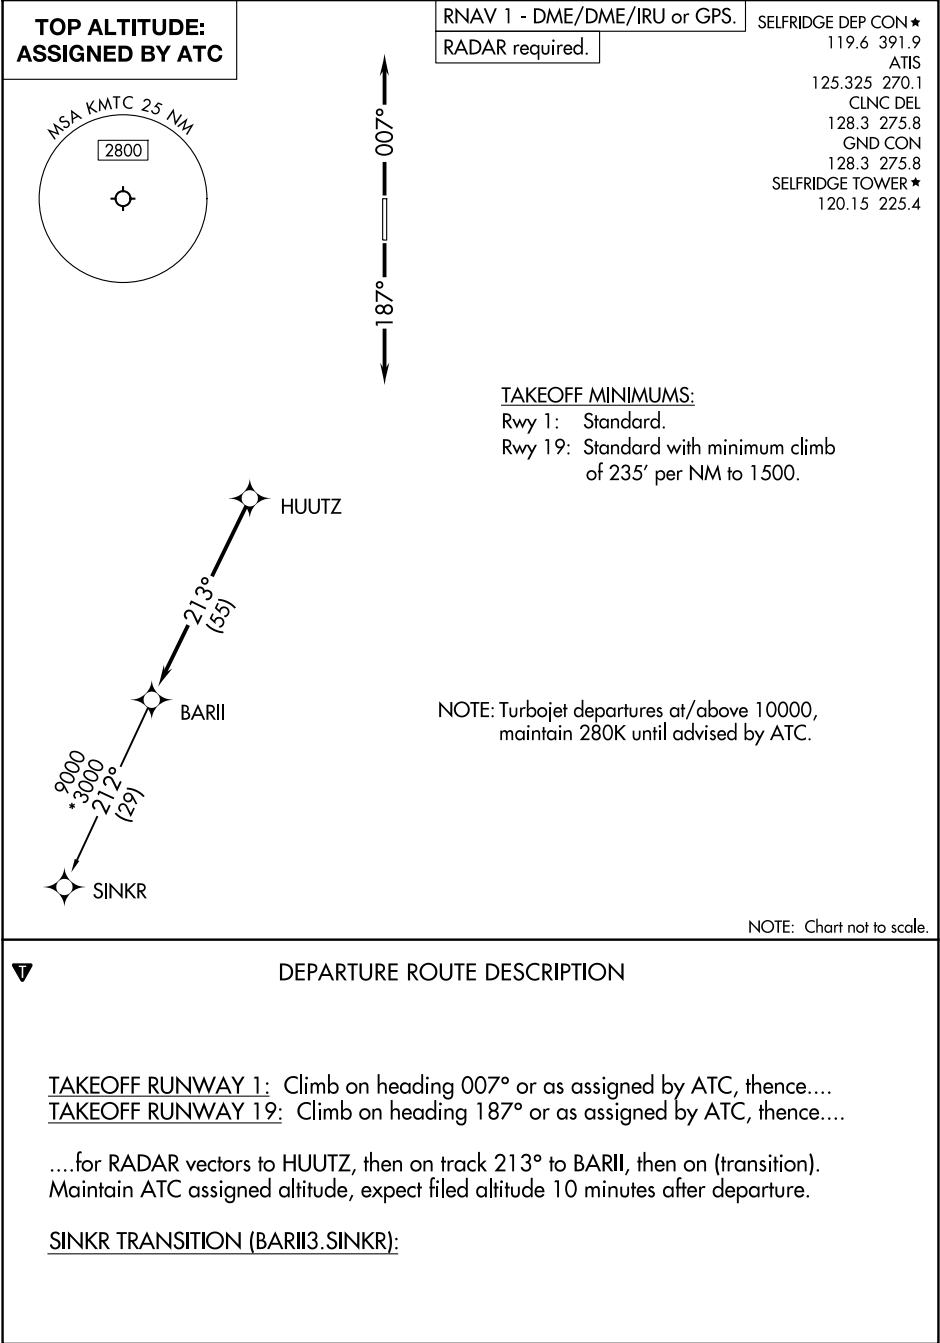 TOP ALTITUDE:
ASSIGNED BY ATC
RNAV 1 - DME/DME/IRU or GPS.
RADAR required.
SELFRIDGE DEP CON★
119.6 391.9
ATIS
125.325 270.1
CLNC DEL
128.3 275.8
GND CON
128.3 275.8
SELFRIDGE TOWER★
120.15 225.4
MSA KMTC 25 NM
2800
007°
187°
TAKEOFF MINIMUMS:
Rwy 1: Standard.
Rwy 19: Standard with minimum climb
of 235' per NM to 1500.
HUUTZ
213°
(55)
BARII
NOTE: Turbojet departures at/above 10000,
maintain 280K until advised by ATC.
9000
*3000
212°
(29)
SINKR
NOTE: Chart not to scale.
T
DEPARTURE ROUTE DESCRIPTION
TAKEOFF RUNWAY 1: Climb on heading 007° or as assigned by ATC, thence....
TAKEOFF RUNWAY 19: Climb on heading 187° or as assigned by ATC, thence....
....for RADAR vectors to HUUTZ, then on track 213° to BARII, then on (transition).
Maintain ATC assigned altitude, expect filed altitude 10 minutes after departure.
SINKR TRANSITION (BARII3.SINKR):